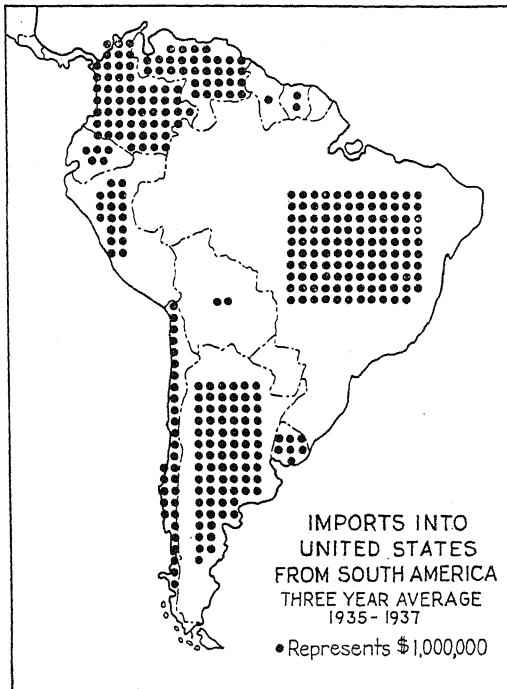 IMPORTS INTO
UNITED STATES
FROM SOUTH AMERICA
THREE YEAR AVERAGE
1935-1937
• Represents $1,000,000